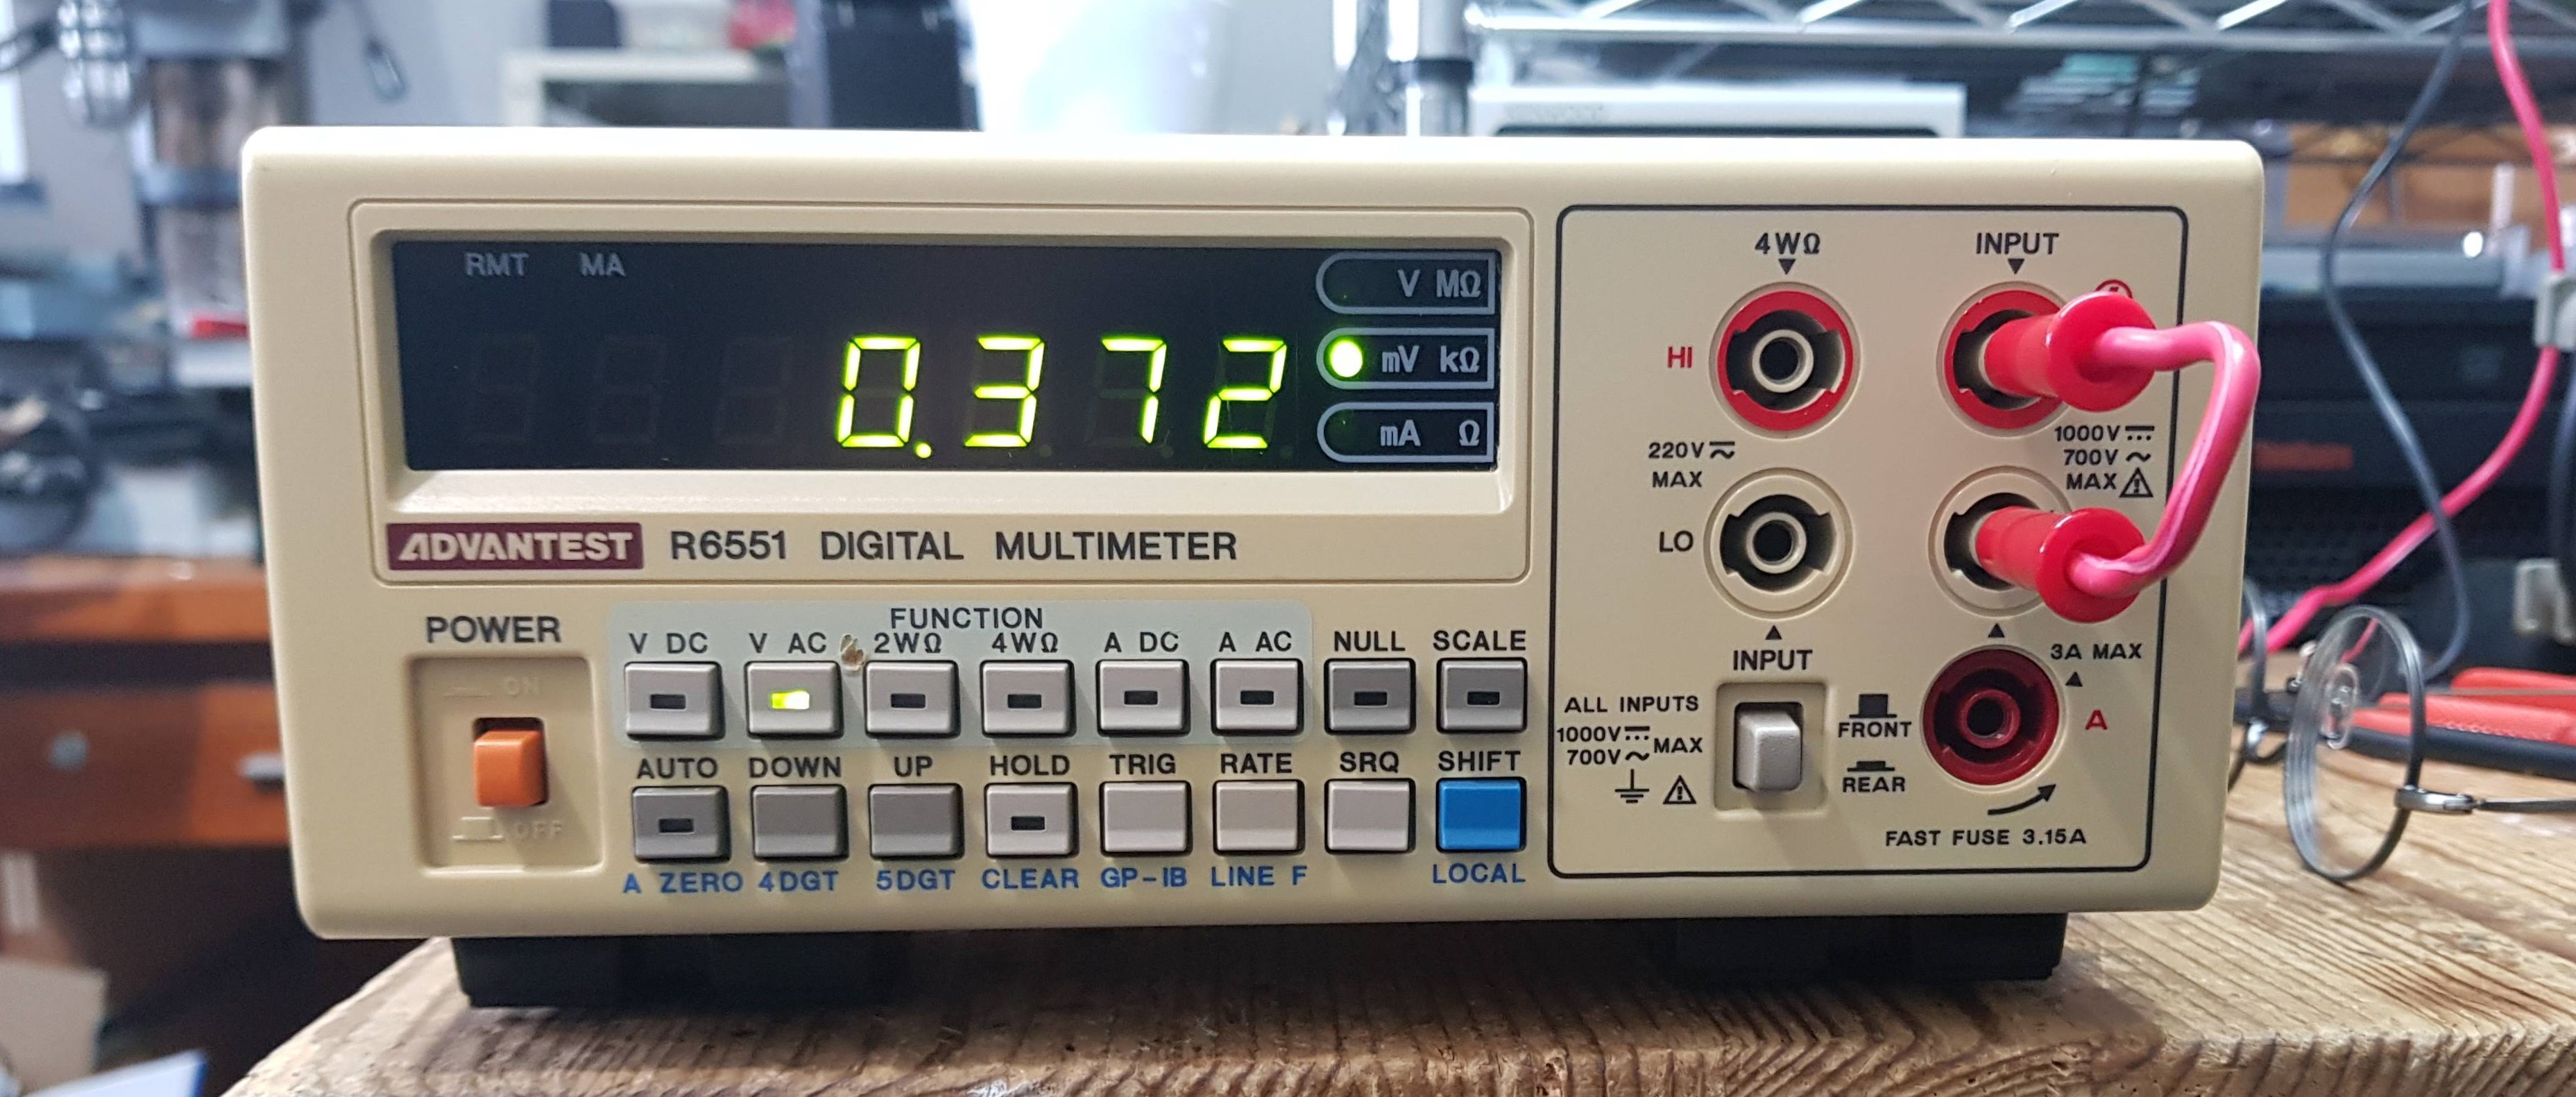 RMT MA
V MΩ
0.372
mV kΩ
mA Ω
ADVANTEST R6551 DIGITAL MULTIMETER
POWER
ON
OFF
FUNCTION
V DC V AC 2WΩ 4WΩ A DC A AC NULL SCALE
AUTO DOWN UP HOLD TRIG RATE SRQ SHIFT
A ZERO 4DGT 5DGT CLEAR GP-IB LINE F LOCAL
4WΩ INPUT
HI
220V
MAX
1000V
700V
MAX
LO
INPUT
3A MAX
A
ALL INPUTS
1000V
700V MAX
FRONT
REAR
FAST FUSE 3.15A